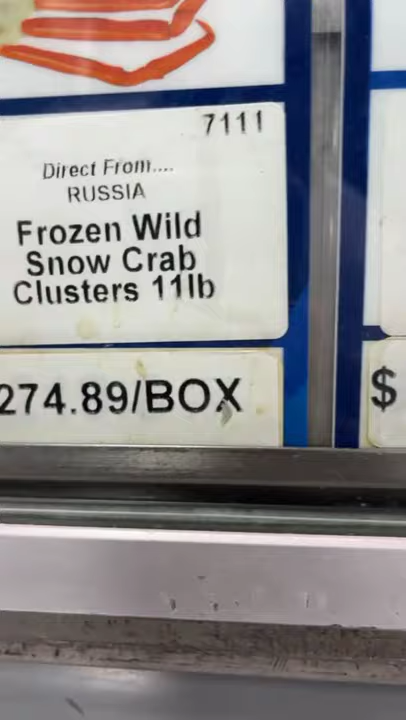 7111
Direct From....
RUSSIA
Frozen Wild
Snow Crab
Clusters 11lb
274.89/BOX
$